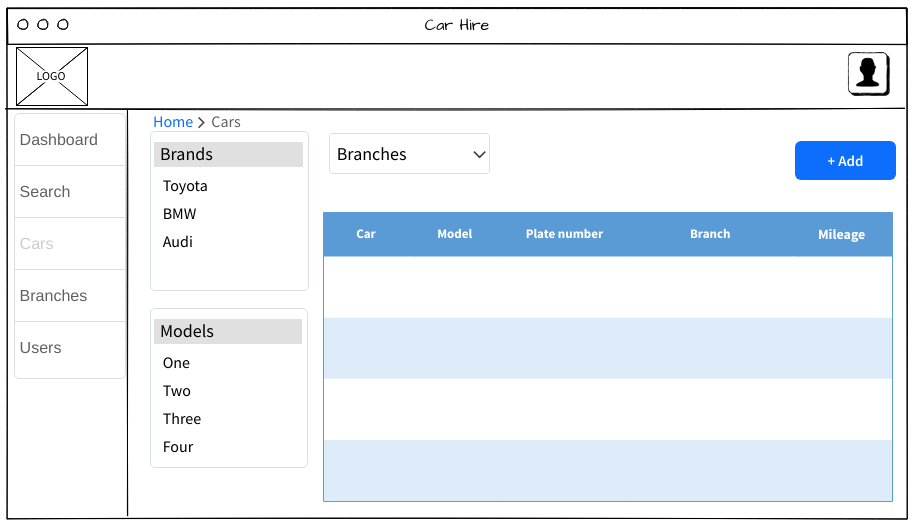 Car Hire
LOGO
Dashboard
Search
Cars
Branches
Users
Home > Cars
Brands
Toyota
BMW
Audi
Models
One
Two
Three
Four
Branches
+ Add
Car Model Plate number Branch Mileage